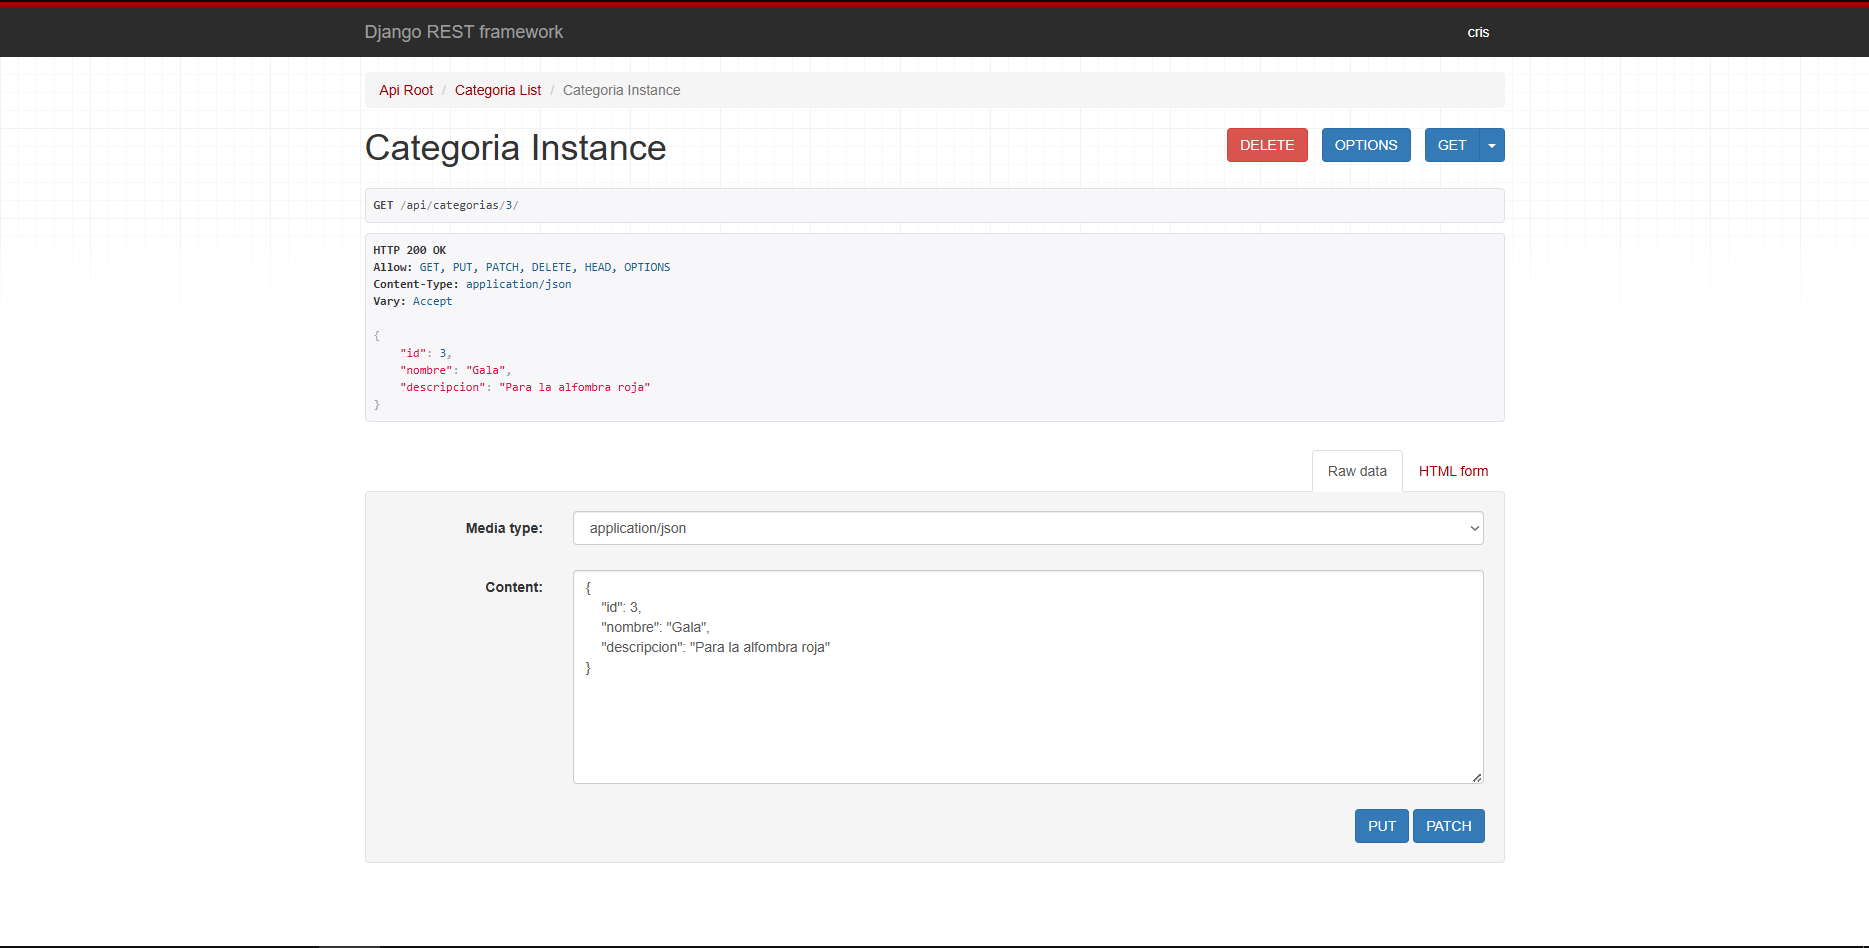 Django REST framework
cris
Api Root / Categoria List / Categoria Instance
Categoria Instance
DELETE
OPTIONS
GET
GET /api/categorias/3/
HTTP 200 OK
Allow: GET, PUT, PATCH, DELETE, HEAD, OPTIONS
Content-Type: application/json
Vary: Accept
{
    "id": 3,
    "nombre": "Gala",
    "descripcion": "Para la alfombra roja"
}
Raw data
HTML form
Media type:
application/json
Content:
{
    "id": 3,
    "nombre": "Gala",
    "descripcion": "Para la alfombra roja"
}
PUT
PATCH